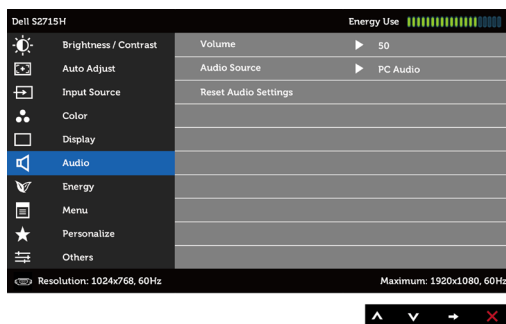 Dell S2715H Energy Use
Brightness / Contrast Volume 50
Auto Adjust Audio Source PC Audio
Input Source Reset Audio Settings
Color
Display
Audio
Energy
Menu
Personalize
Others
Resolution: 1024x768, 60Hz Maximum: 1920x1080, 60Hz